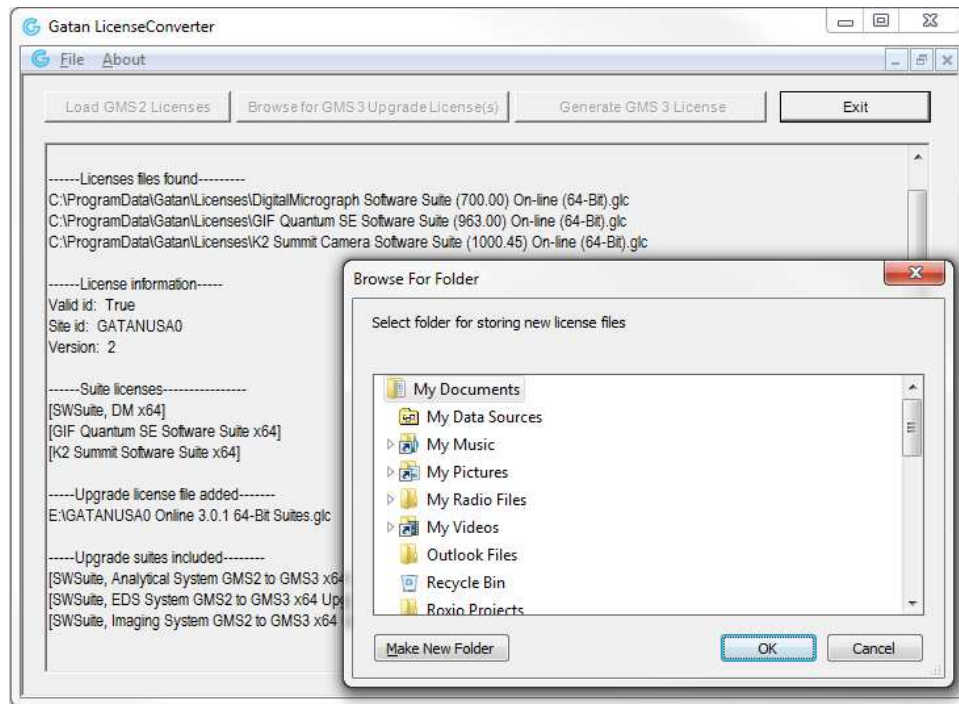 Gatan LicenseConverter
File About
Load GMS 2 Licenses Browse for GMS 3 Upgrade License(s) Generate GMS 3 License Exit
------Licenses files found---------
C:\ProgramData\Gatan\Licenses\DigitalMicrograph Software Suite (700.00) On-line (64-Bit).glc
C:\ProgramData\Gatan\Licenses\GIF Quantum SE Software Suite (963.00) On-line (64-Bit).glc
C:\ProgramData\Gatan\Licenses\K2 Summit Camera Software Suite (1000.45) On-line (64-Bit).glc
------License information-----
Valid id: True
Site id: GATANUSA0
Version: 2
------Suite licenses----------------
[SWSuite, DM x64]
[GIF Quantum SE Software Suite x64]
[K2 Summit Software Suite x64]
-----Upgrade license file added-------
E:\GATANUSA0 Online 3.0.1 64-Bit Suites.glc
-----Upgrade suites included--------
[SWSuite, Analytical System GMS2 to GMS3 x64
[SWSuite, EDS System GMS2 to GMS3 x64 Upg
[SWSuite, Imaging System GMS2 to GMS3 x64
Browse For Folder
Select folder for storing new license files
My Documents
My Data Sources
My Music
My Pictures
My Radio Files
My Videos
Outlook Files
Recycle Bin
Roxio Projects
Make New Folder OK Cancel